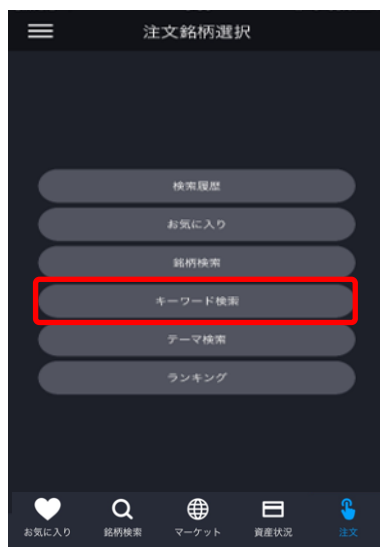 注文銘柄選択
検索履歴
お気に入り
銘柄検索
キーワード検索
テーマ検索
ランキング
お気に入り 銘柄検索 マーケット 資産状況 注文